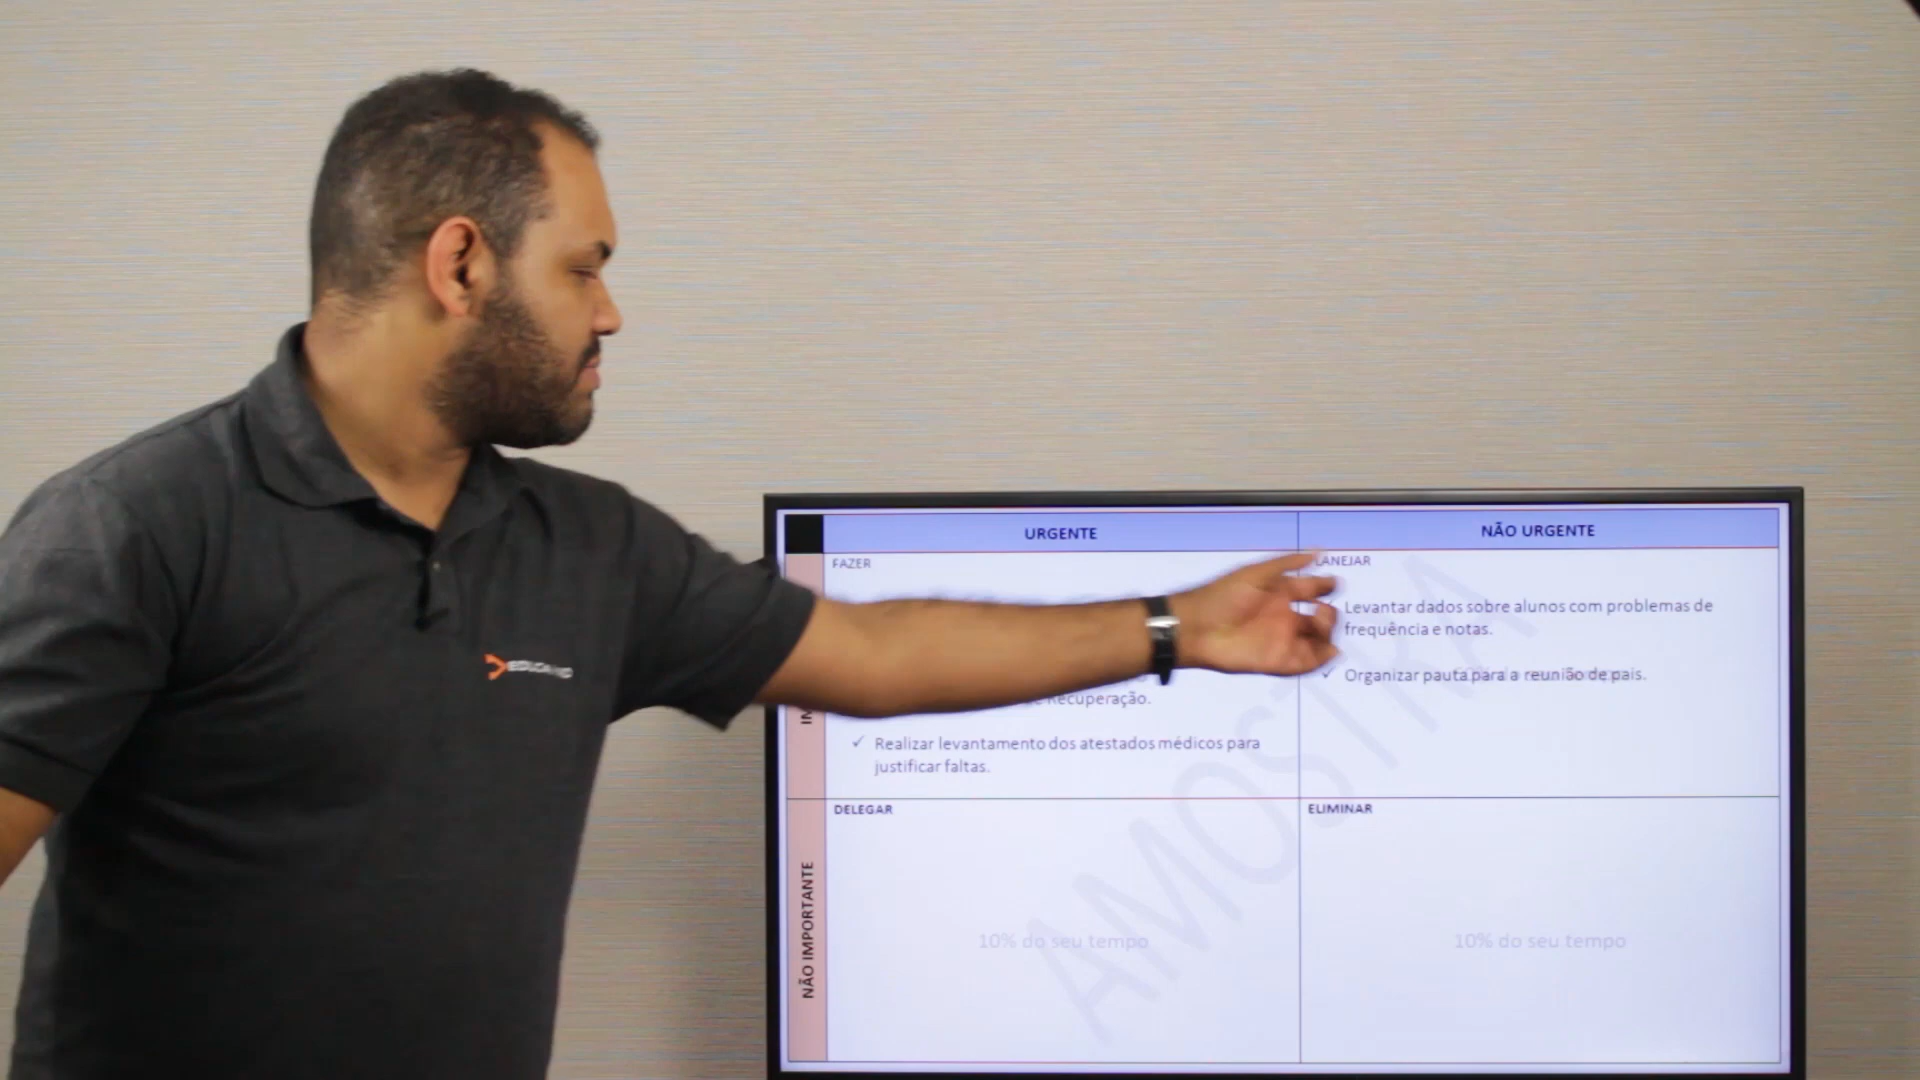 URGENTE
NÃO URGENTE
FAZER
LANEJAR
Levantar dados sobre alunos com problemas de
frequência e notas.
Organizar pauta para a reunião de pais.
Recuperação.
Realizar levantamento dos atestados médicos para
justificar faltas.
DELEGAR
ELIMINAR
NÃO IMPORTANTE
10% do seu tempo
10% do seu tempo
AMOSTRA